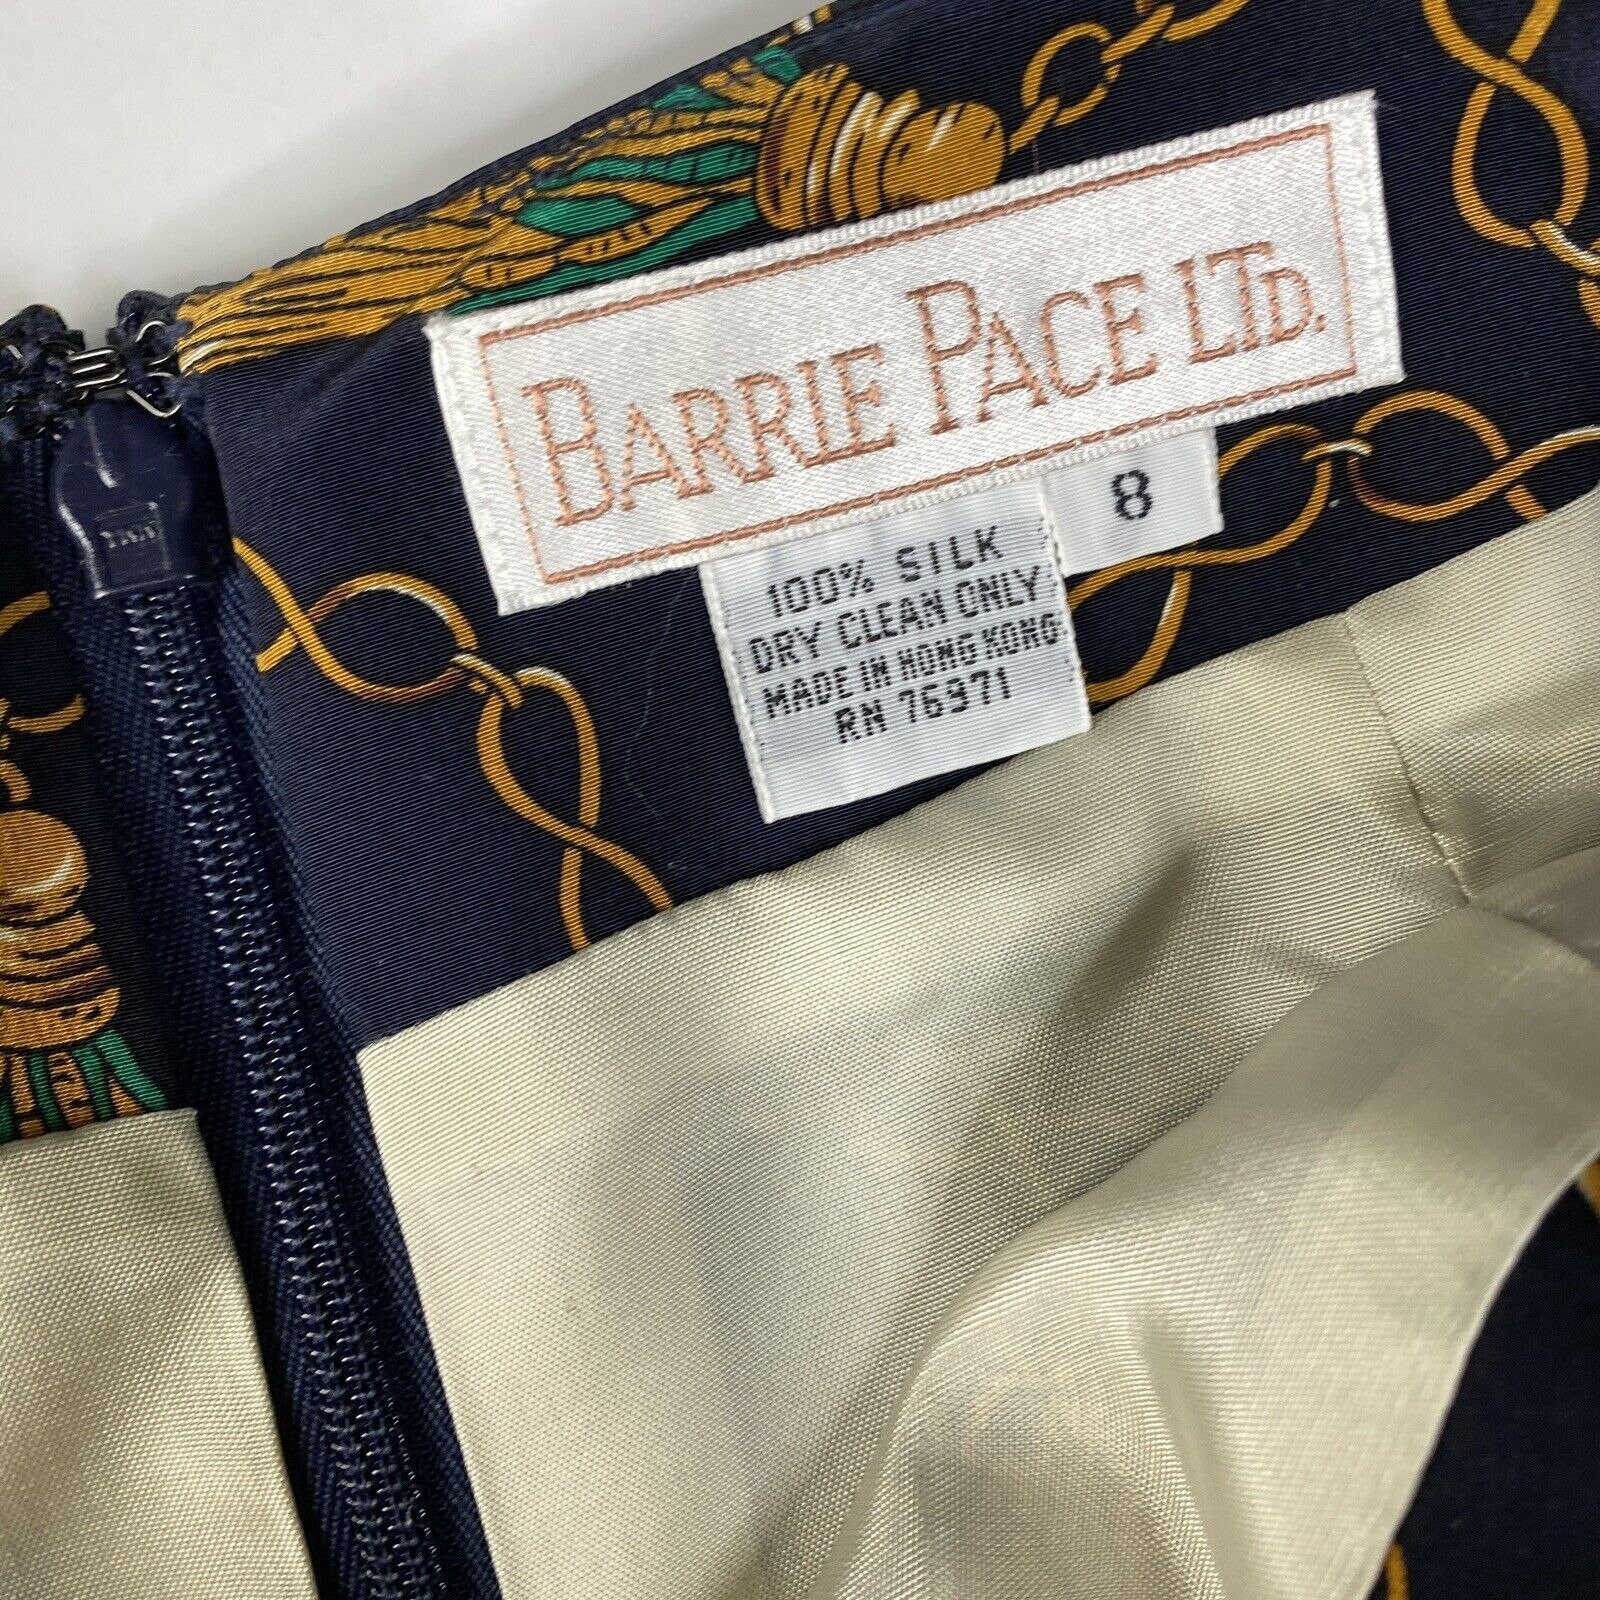 BARRIE PACE LTD.
8
100% SILK
DRY CLEAN ONLY
MADE IN HONG KONG
RN 76971